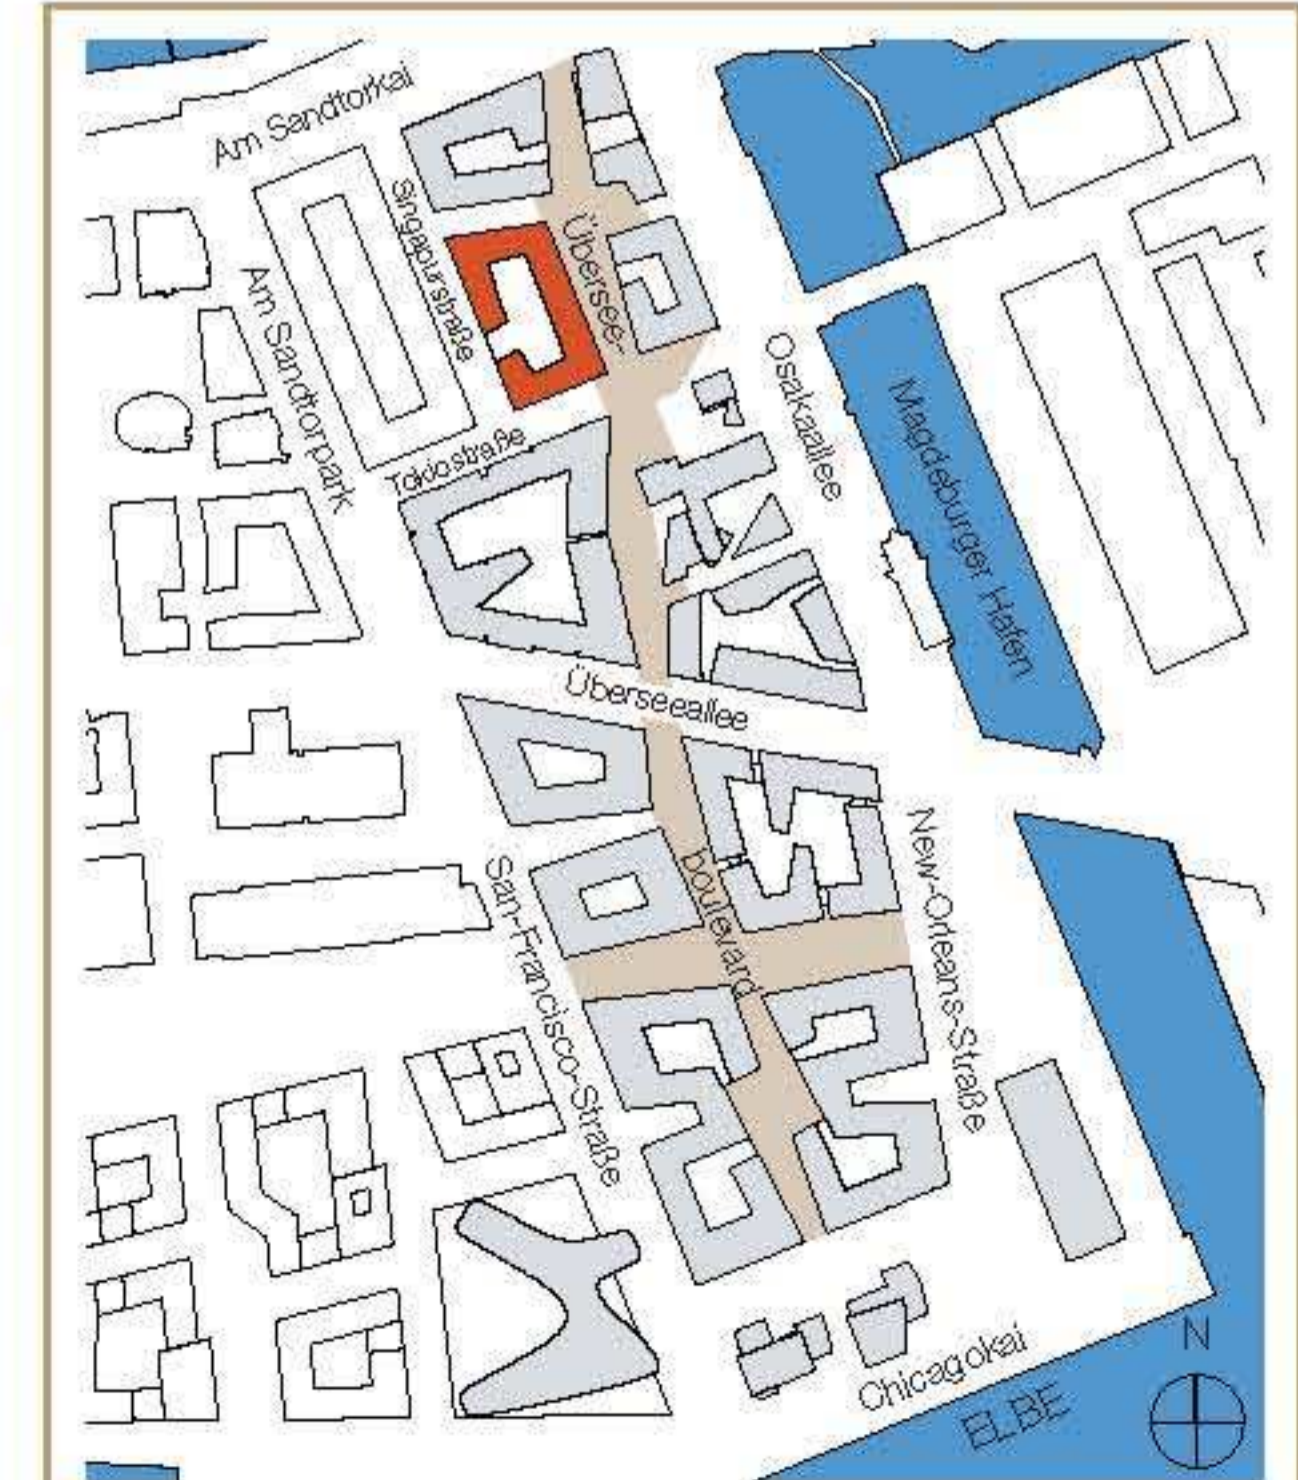 Am Sandtorkai
Singapurstraße
Übersee-
Am Sandtorpark
Osakaallee
Tokiostraße
Magdeburger Hafen
Überseeallee
boulevard
New-Orleans-Straße
San-Francisco-Straße
N
Chicagokai
ELBE